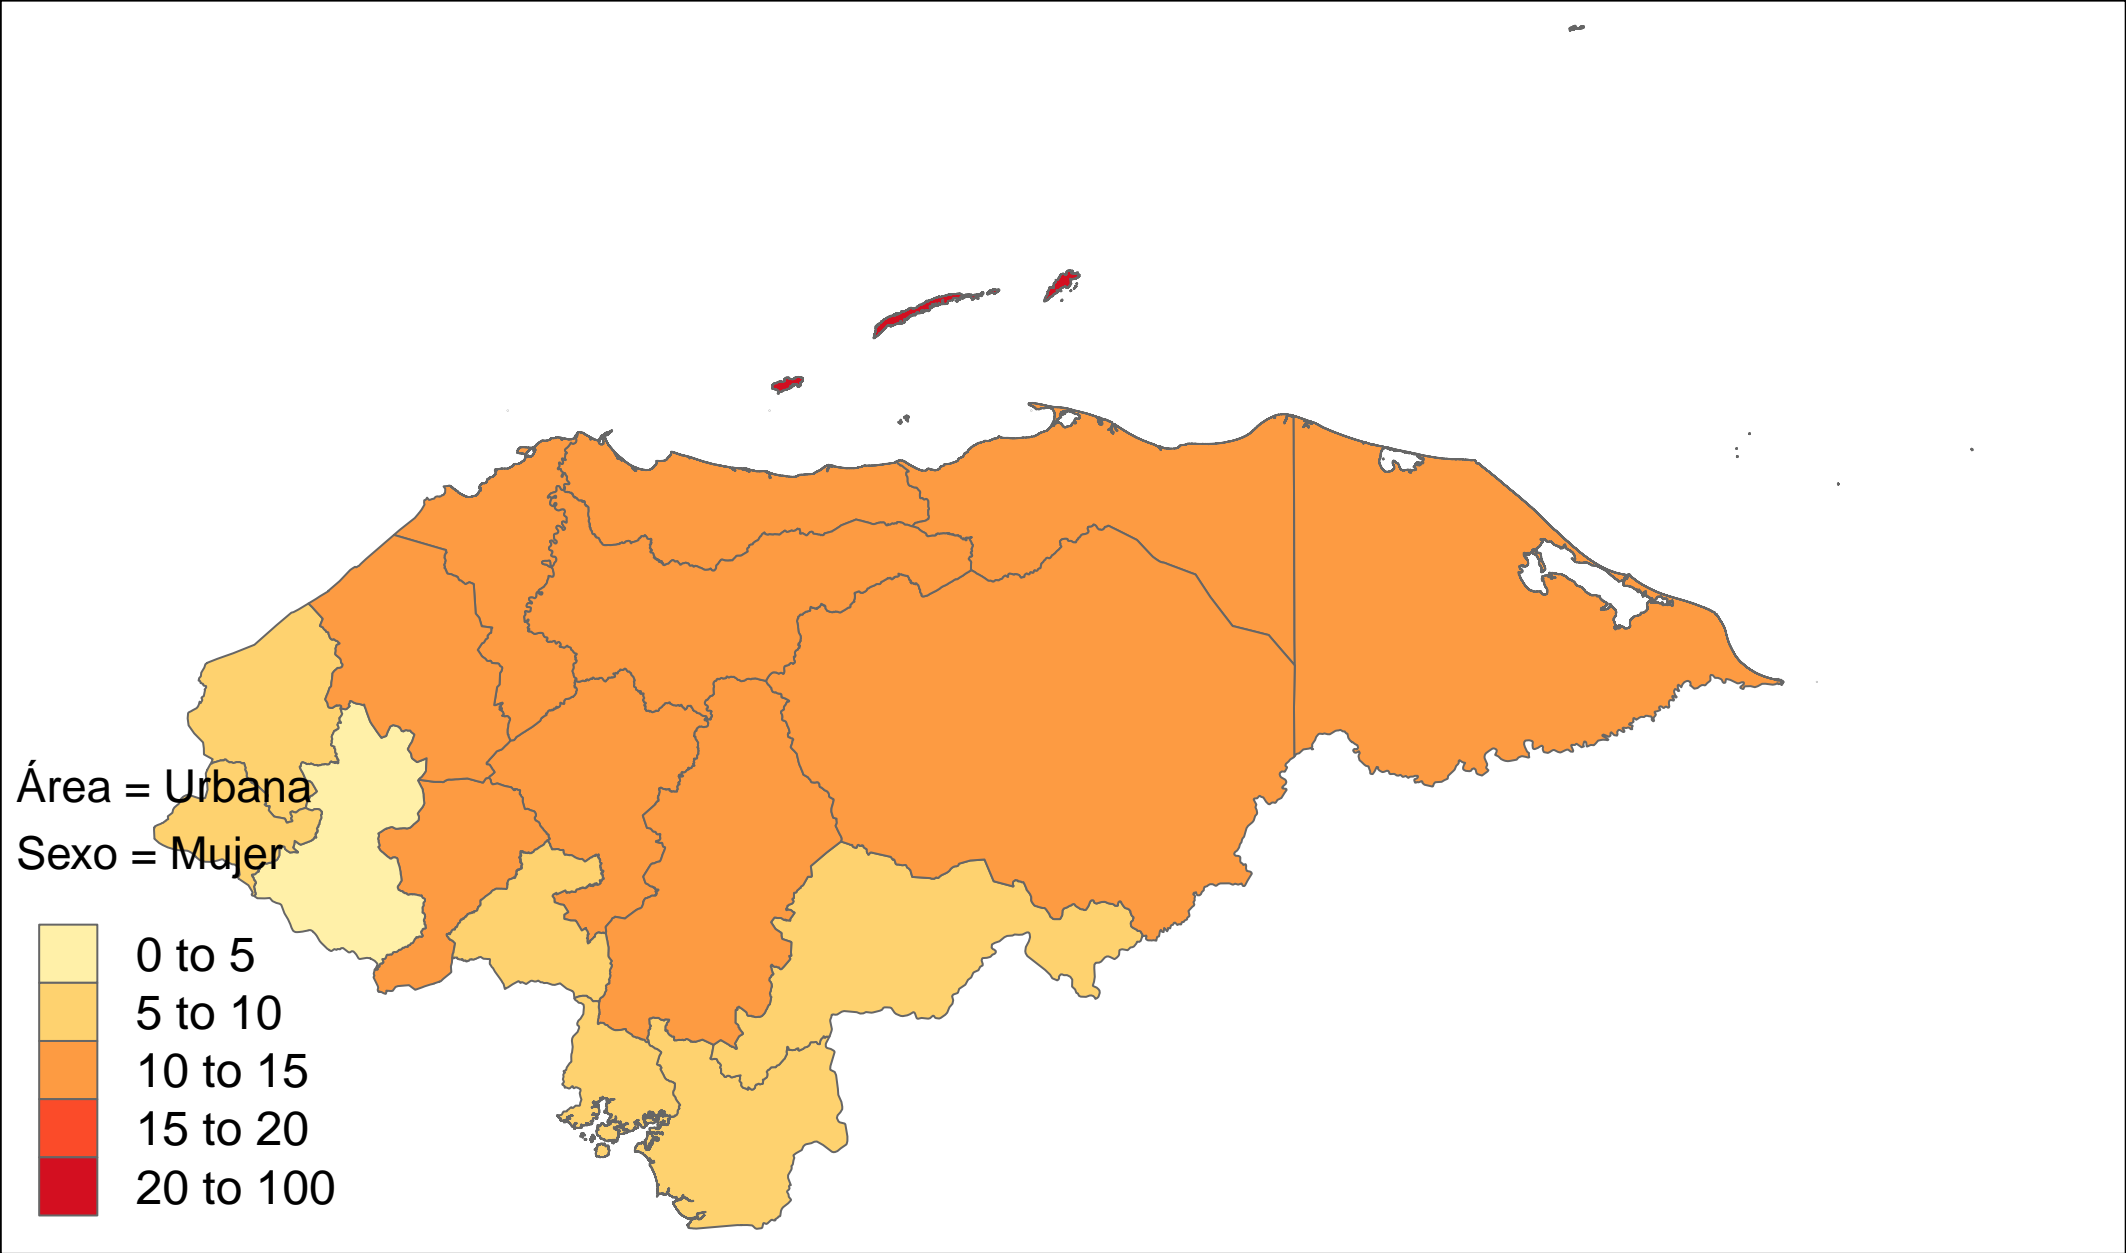 Área = Urbana
Sexo = Mujer
0 to 5
5 to 10
10 to 15
15 to 20
20 to 100